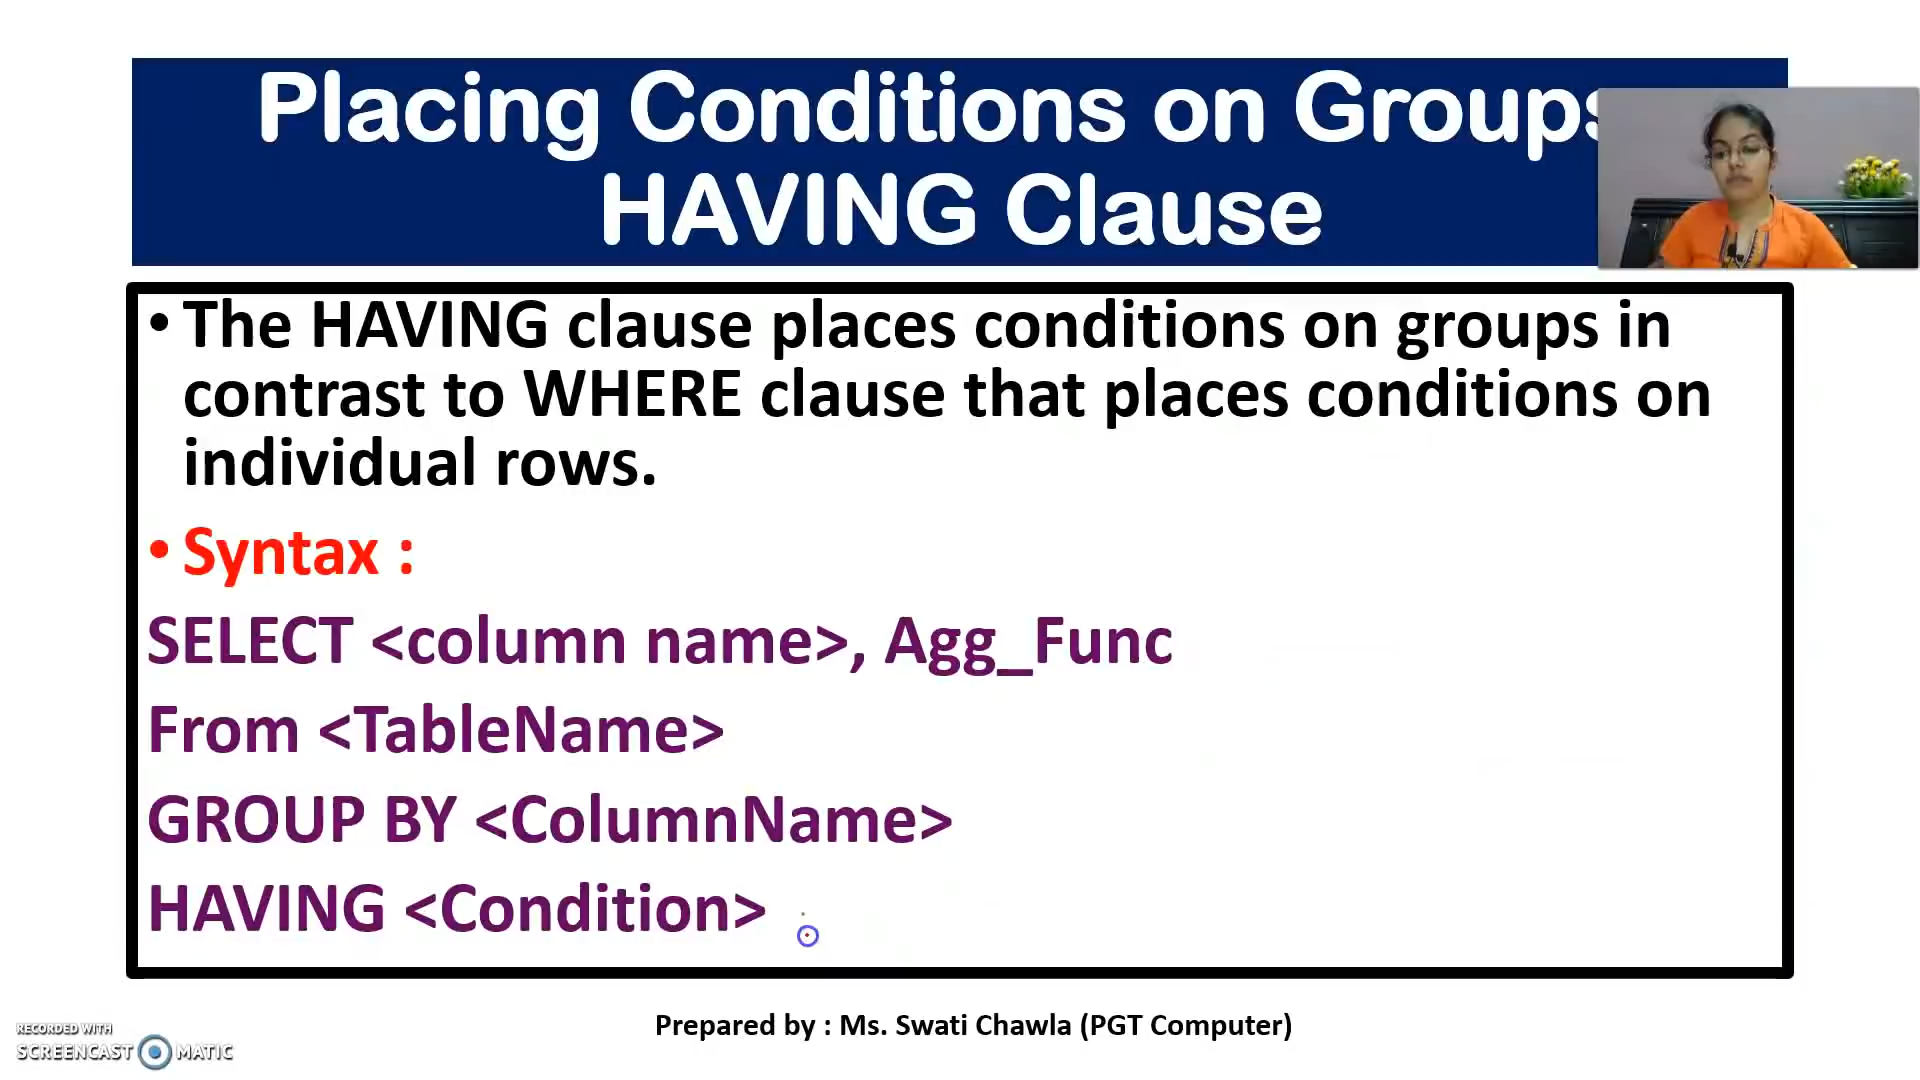 Placing Conditions on Groups
HAVING Clause
• The HAVING clause places conditions on groups in
contrast to WHERE clause that places conditions on
individual rows.
• Syntax :
SELECT <column name>, Agg_Func
From <TableName>
GROUP BY <ColumnName>
HAVING <Condition>
Prepared by : Ms. Swati Chawla (PGT Computer)
RECORDED WITH
SCREENCAST MATIC